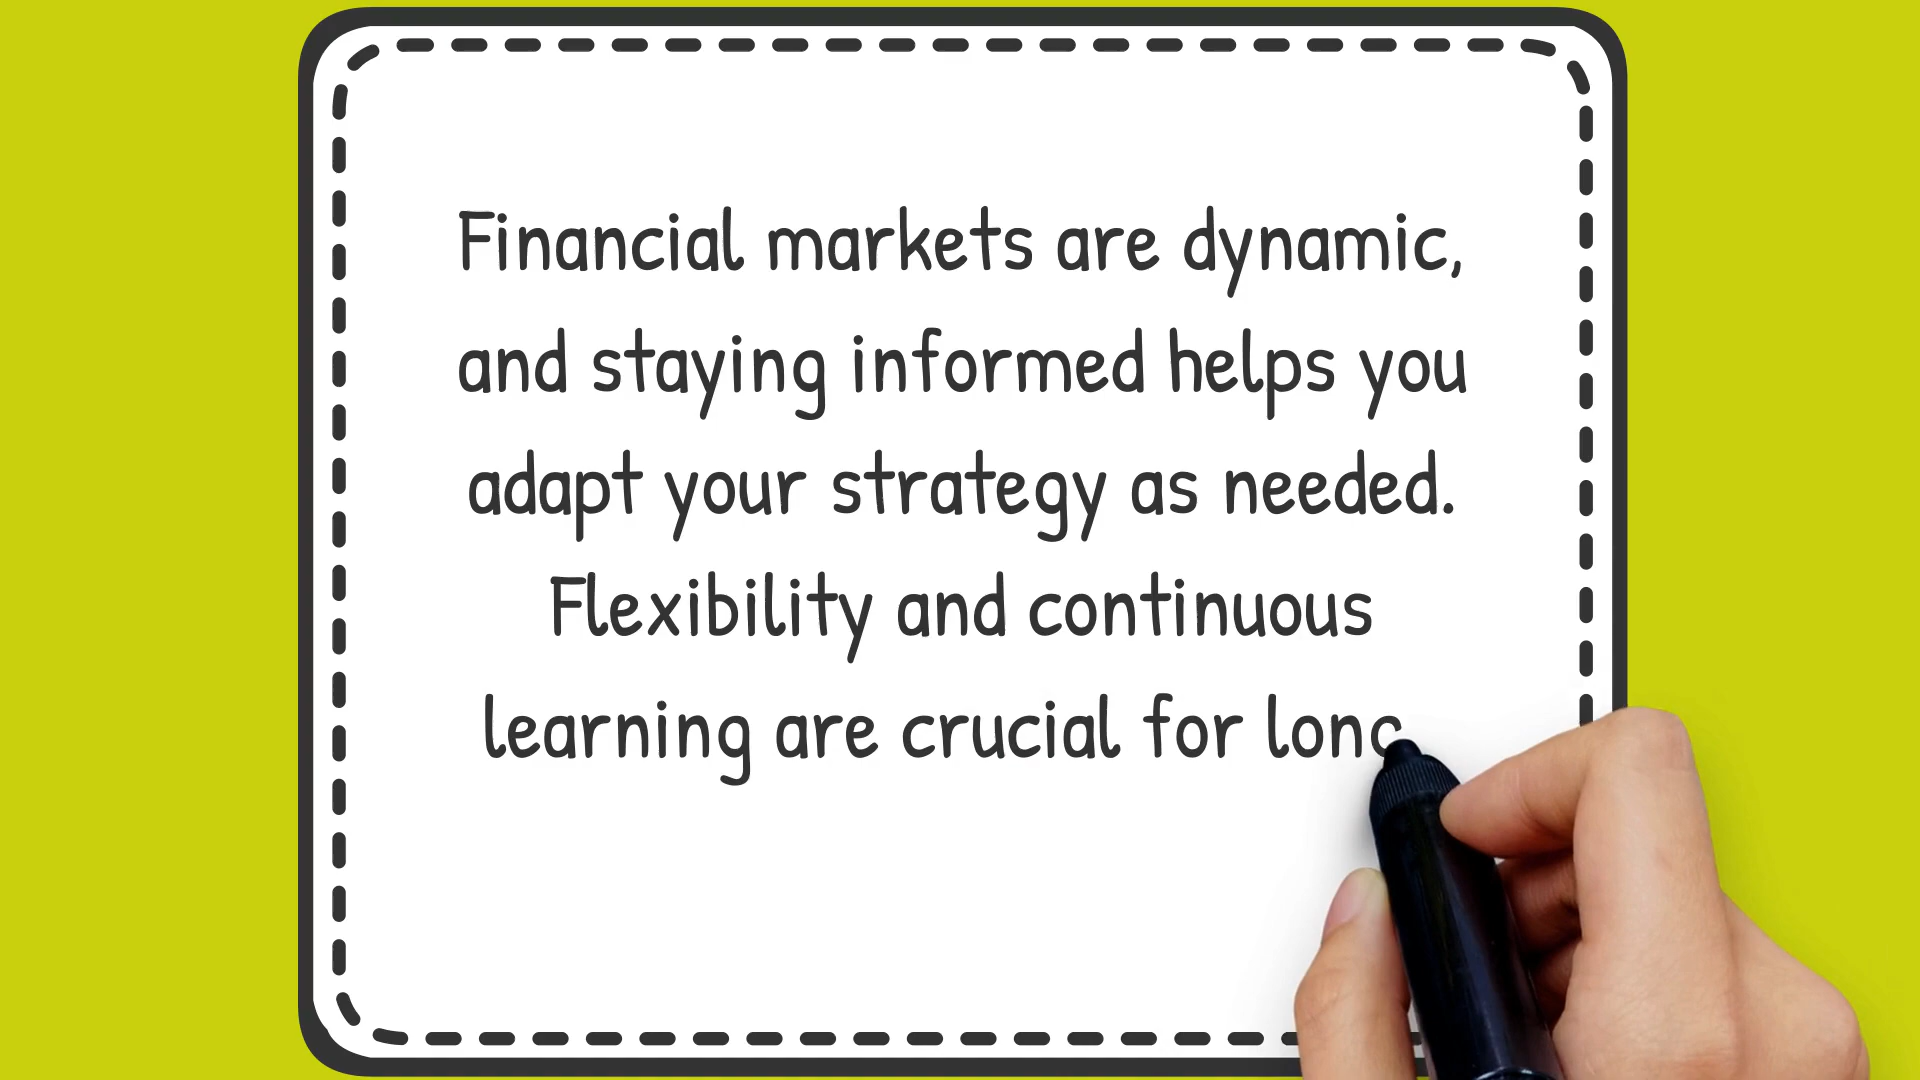 Financial markets are dynamic,
and staying informed helps you
adapt your strategy as needed.
Flexibility and continuous
learning are crucial for